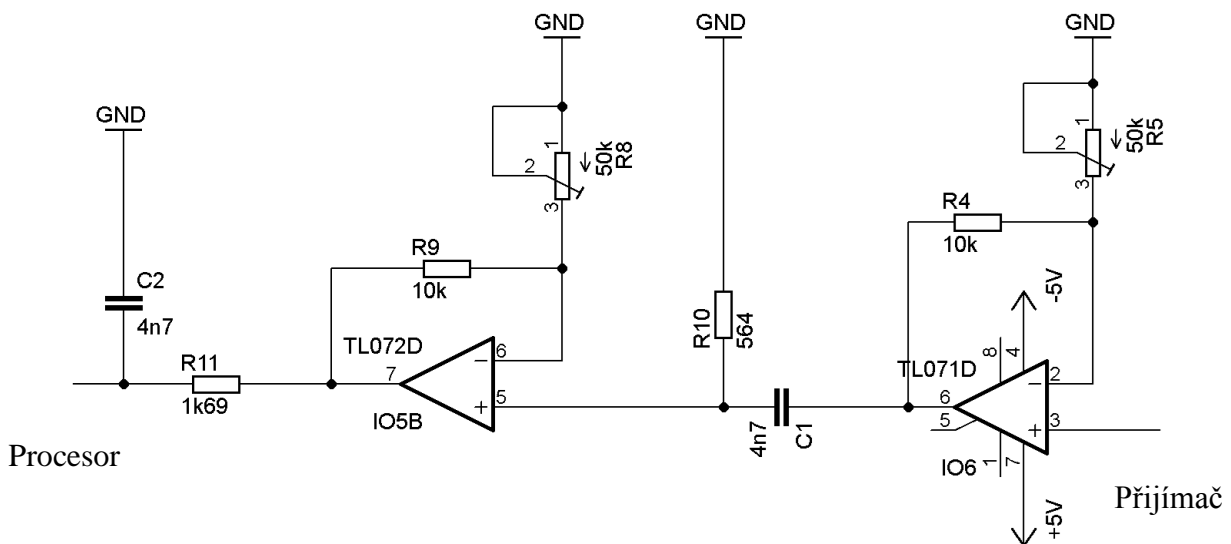 GND
GND
GND
GND
1
2
3
50k
R8
1
2
3
50k
R5
C2
4n7
R9
10k
R4
10k
R10
564
-5V
TL072D
6
7
5
IO5B
R11
1k69
4n7
C1
TL071D
8
4
2
6
5
3
IO6
1
7
+5V
Procesor
Přijímač